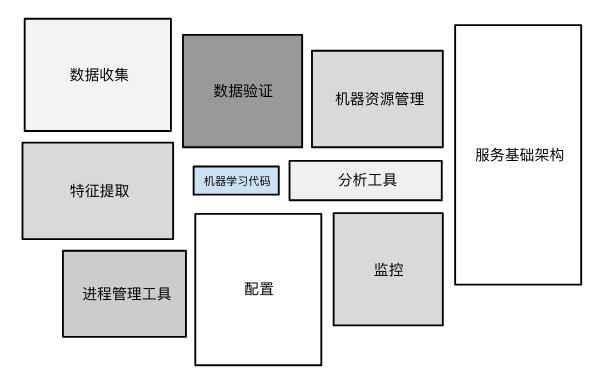 数据收集
数据验证
机器资源管理
服务基础架构
特征提取
机器学习代码
分析工具
进程管理工具
配置
监控